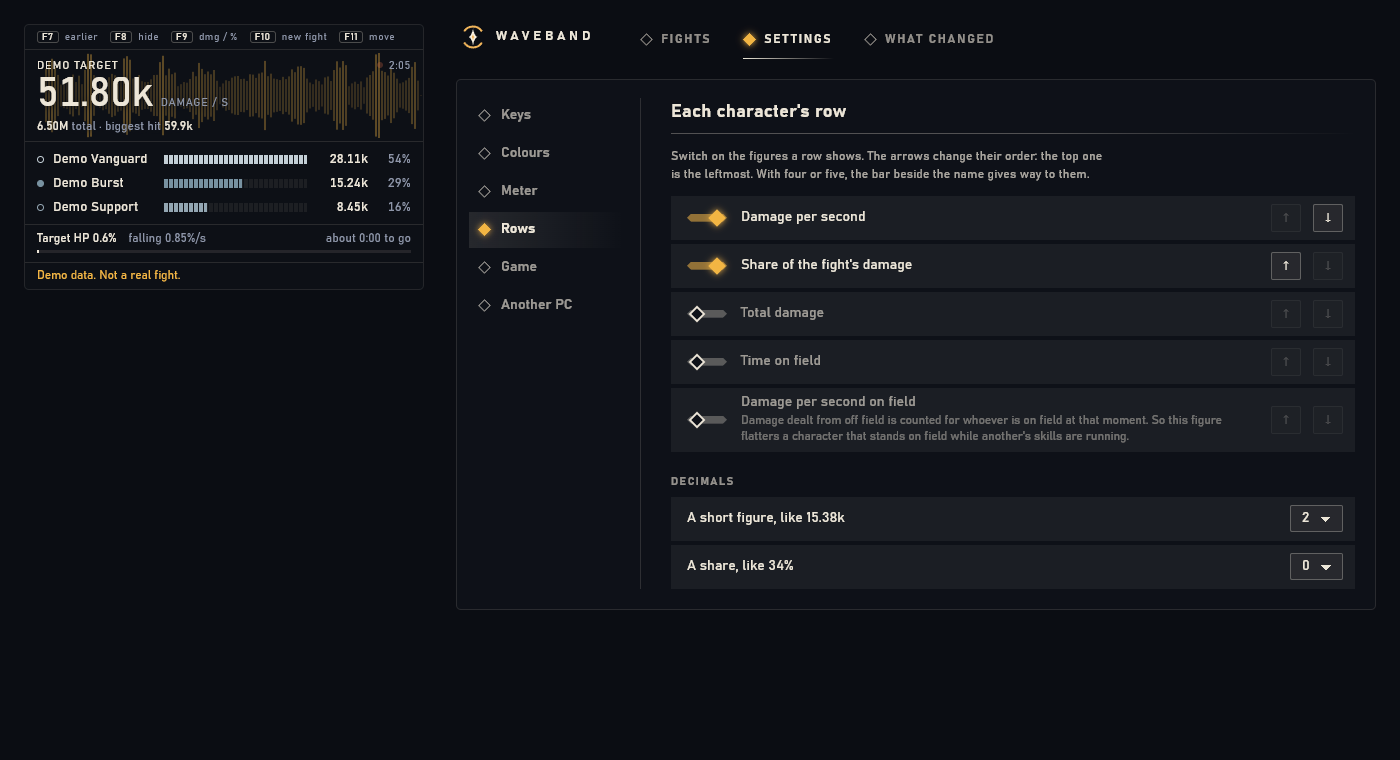 F7 earlier F8 hide F9 dmg / % F10 new fight F11 move
DEMO TARGET 2:05
51.80k DAMAGE / S
6.50M total · biggest hit 59.9k
Demo Vanguard 28.11k 54%
Demo Burst 15.24k 29%
Demo Support 8.45k 16%
Target HP 0.6% falling 0.85%/s about 0:00 to go
Demo data. Not a real fight.
WAVEBAND
FIGHTS SETTINGS WHAT CHANGED
Keys
Colours
Meter
Rows
Game
Another PC
Each character's row
Switch on the figures a row shows. The arrows change their order: the top one
is the leftmost. With four or five, the bar beside the name gives way to them.
Damage per second ↑ ↓
Share of the fight's damage ↑ ↓
Total damage ↑ ↓
Time on field ↑ ↓
Damage per second on field ↑ ↓
Damage dealt from off field is counted for whoever is on field at that moment. So this figure
flatters a character that stands on field while another's skills are running.
DECIMALS
A short figure, like 15.38k 2
A share, like 34% 0